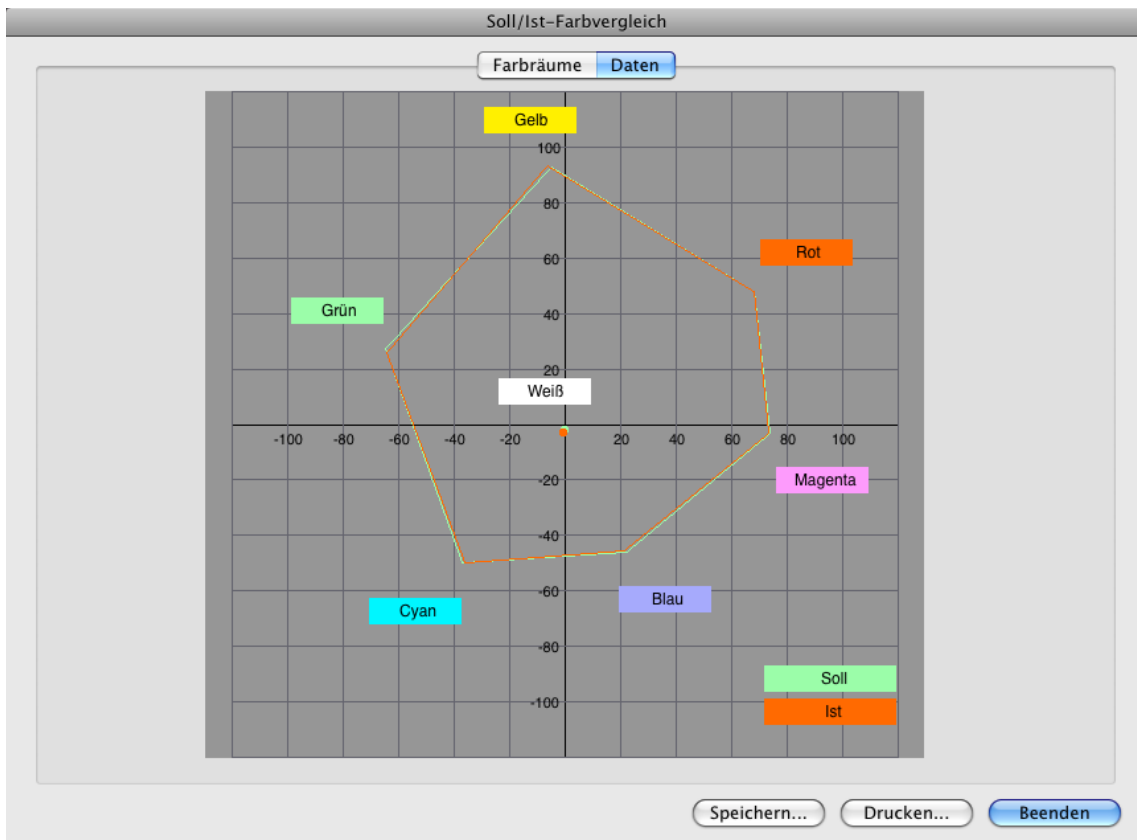 Soll/Ist-Farbvergleich
Farbräume Daten
Gelb
100
80
Rot
60
Grün
40
20
Weiß
-100 -80 -60 -40 -20 20 40 60 80 100
-20
Magenta
-40
-60
Blau
Cyan
-80
Soll
-100
Ist
Speichern... Drucken... Beenden